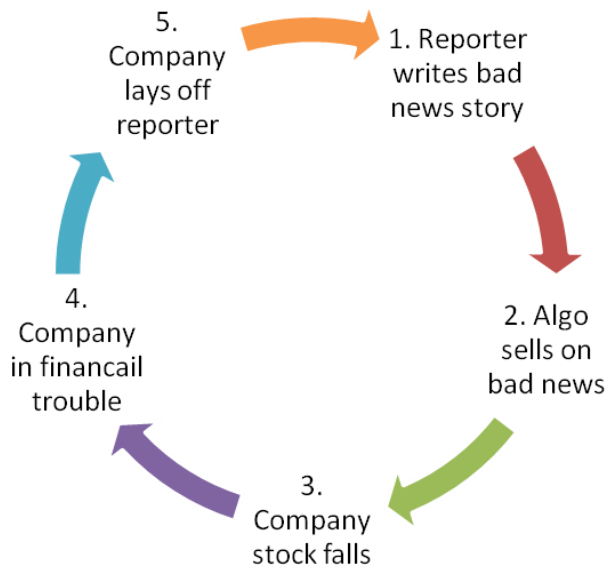 1. Reporter
writes bad
news story
2. Algo
sells on
bad news
3.
Company
stock falls
4.
Company
in financail
trouble
5.
Company
lays off
reporter